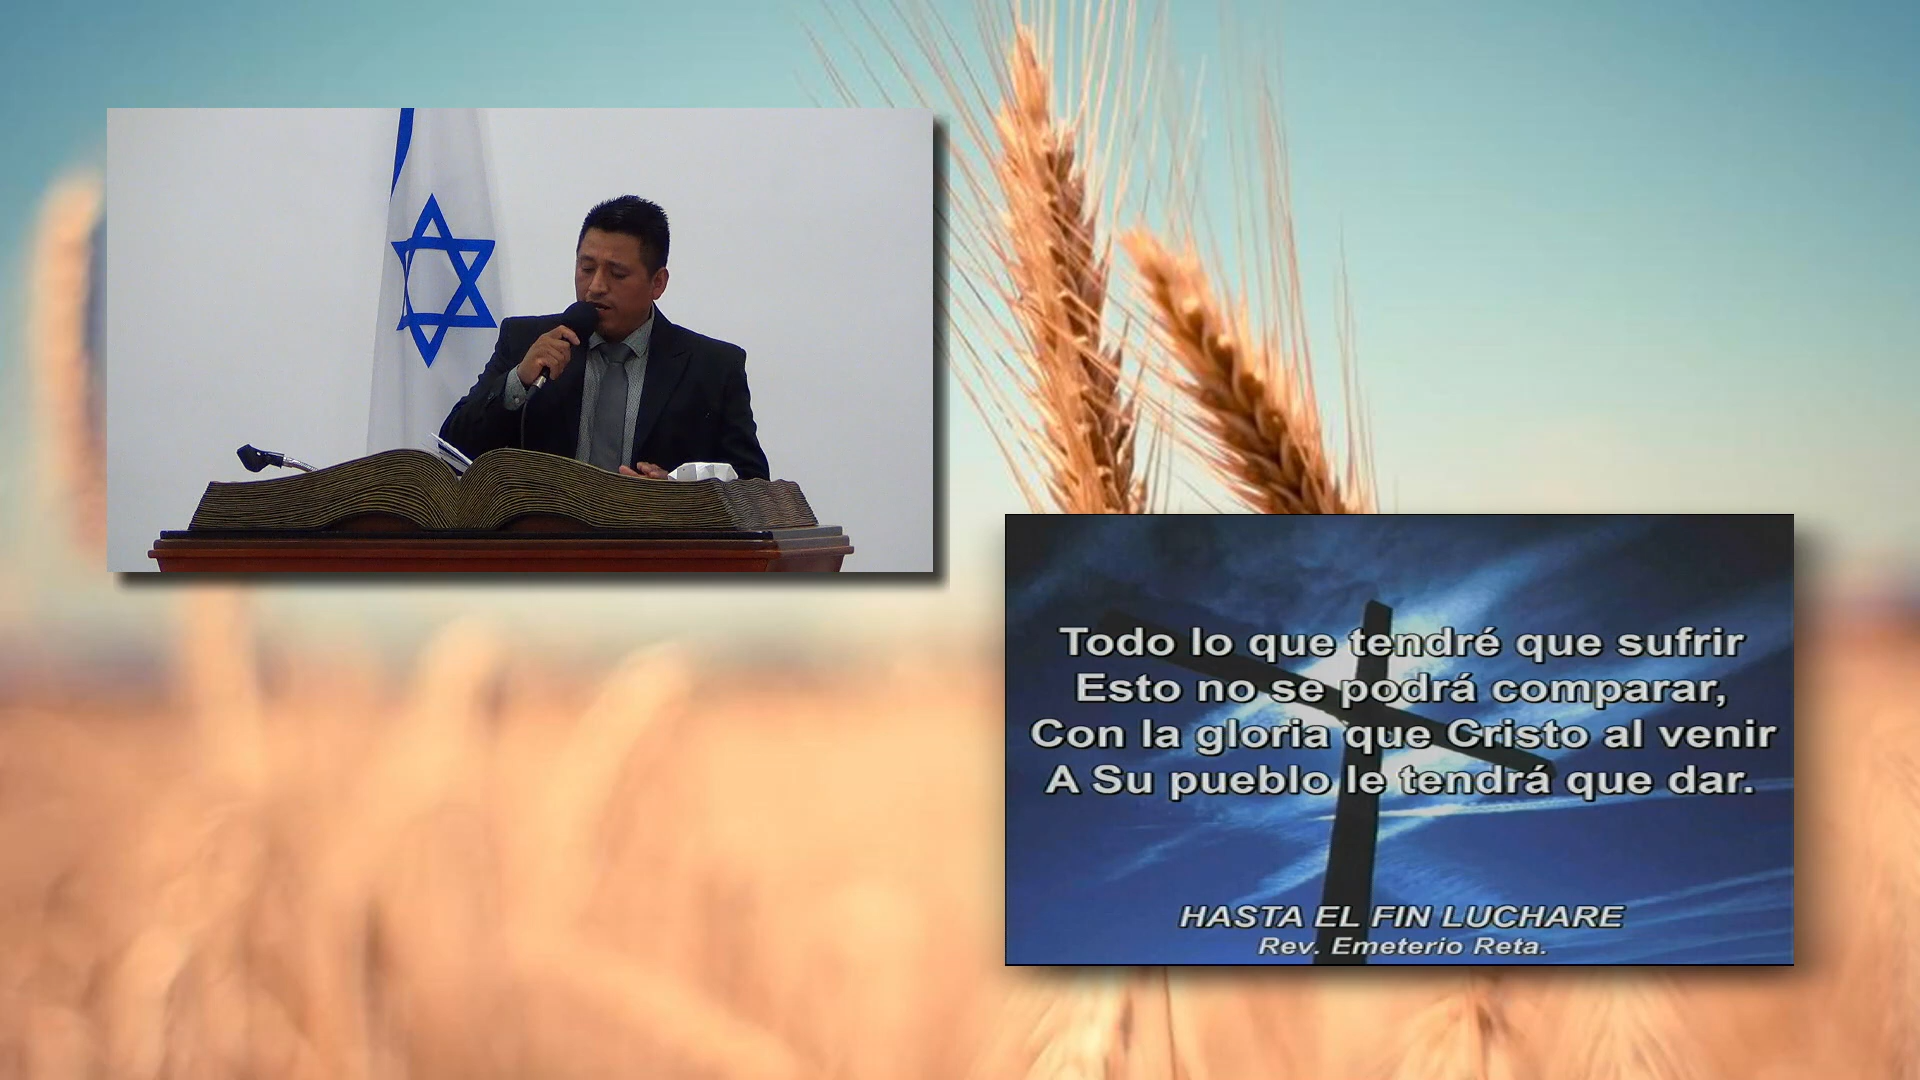 Todo lo que tendré que sufrir
Esto no se podrá comparar,
Con la gloria que Cristo al venir
A Su pueblo le tendrá que dar.
HASTA EL FIN LUCHARE
Rev. Emeterio Reta.